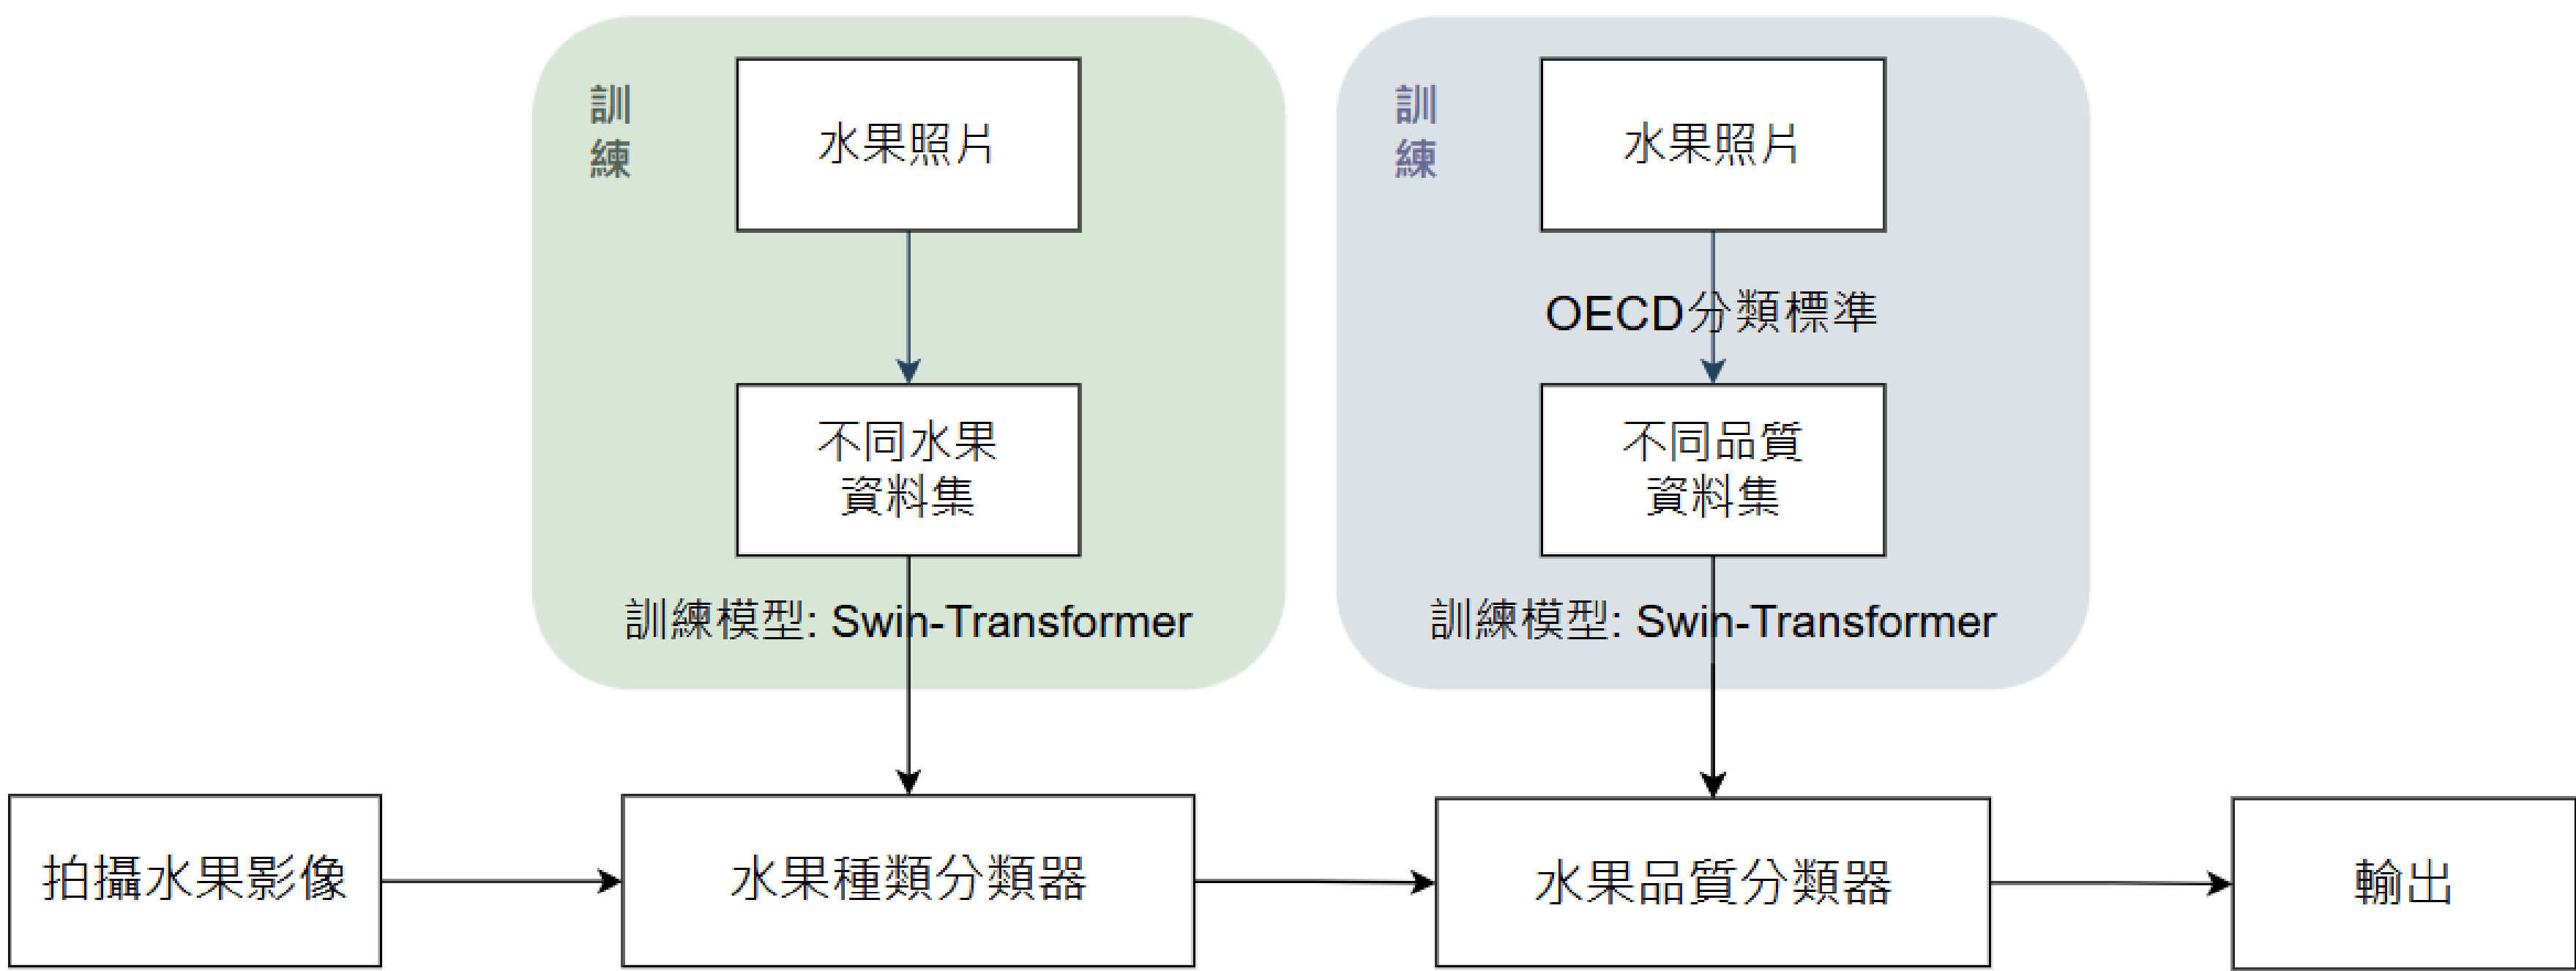 訓
練
水果照片
不同水果
資料集
訓練模型: Swin-Transformer
訓
練
水果照片
OECD分類標準
不同品質
資料集
訓練模型: Swin-Transformer
拍攝水果影像
水果種類分類器
水果品質分類器
輸出